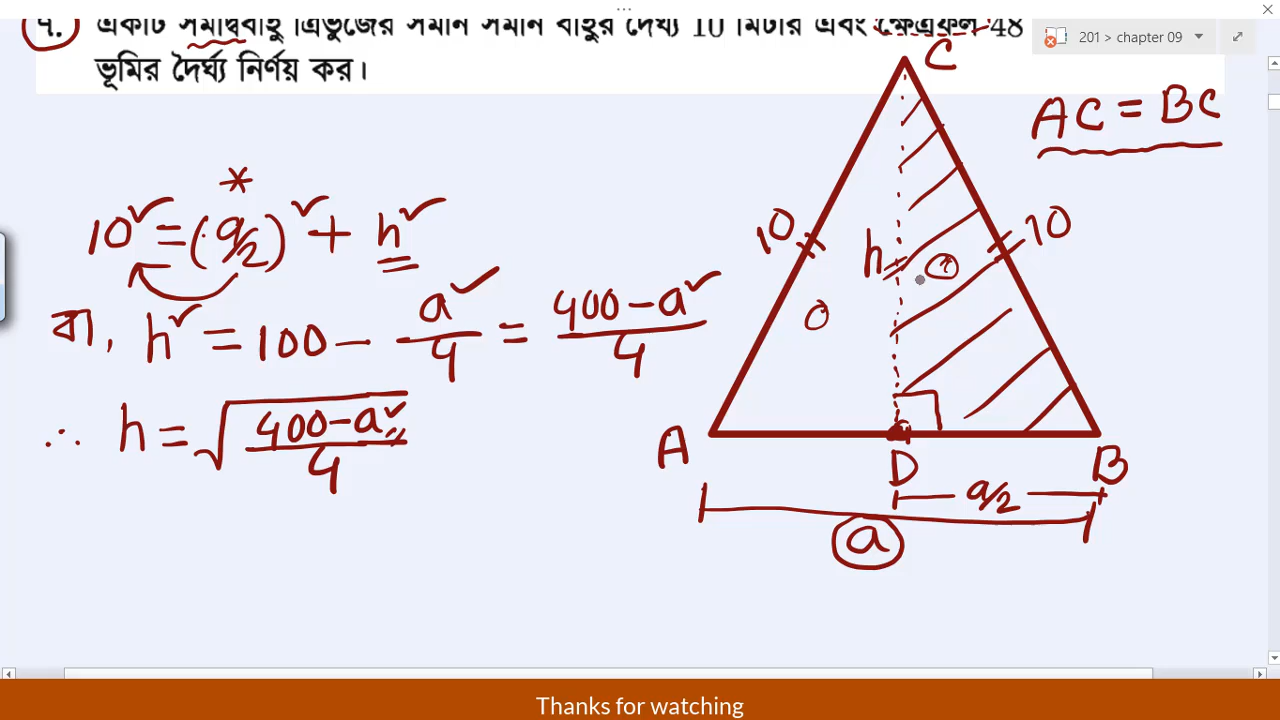 ৭. একটি সমদ্বিবাহু ত্রিভুজের সমান সমান বাহুর দৈর্ঘ্য 10 মিটার এবং ক্ষেত্রফল 48
ভূমির দৈর্ঘ্য নির্ণয় কর।
201 > chapter 09
C
AC = BC
*
10² = (a/2)² + h²
10
h
10
বা, h² = 100 - a²/4 = (400 - a²)/4
∴ h = √((400 - a²)/4)
A
D
B
a/2
a
Thanks for watching